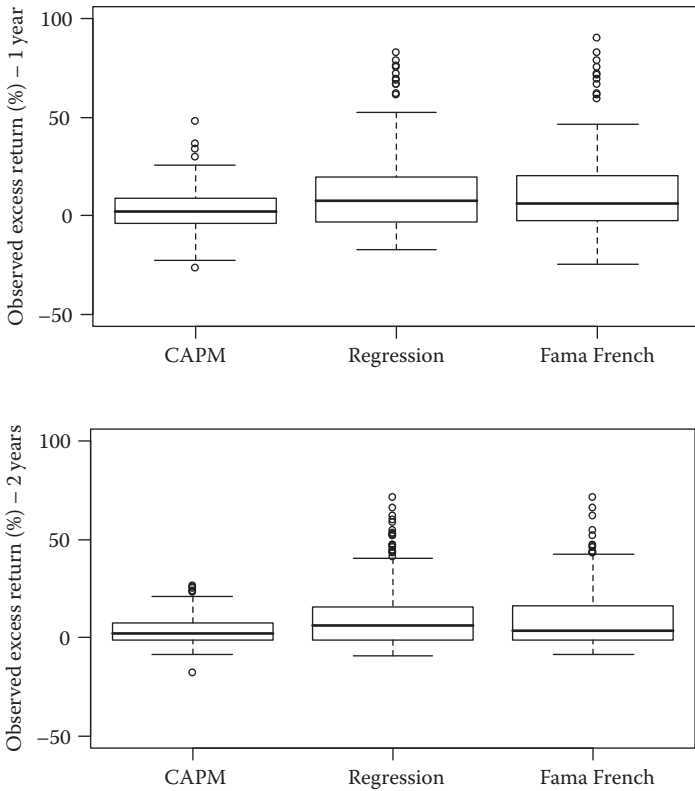 Observed excess return (%) – 1 year
100
50
0
–50
CAPM
Regression
Fama French
Observed excess return (%) – 2 years
100
50
0
–50
CAPM
Regression
Fama French